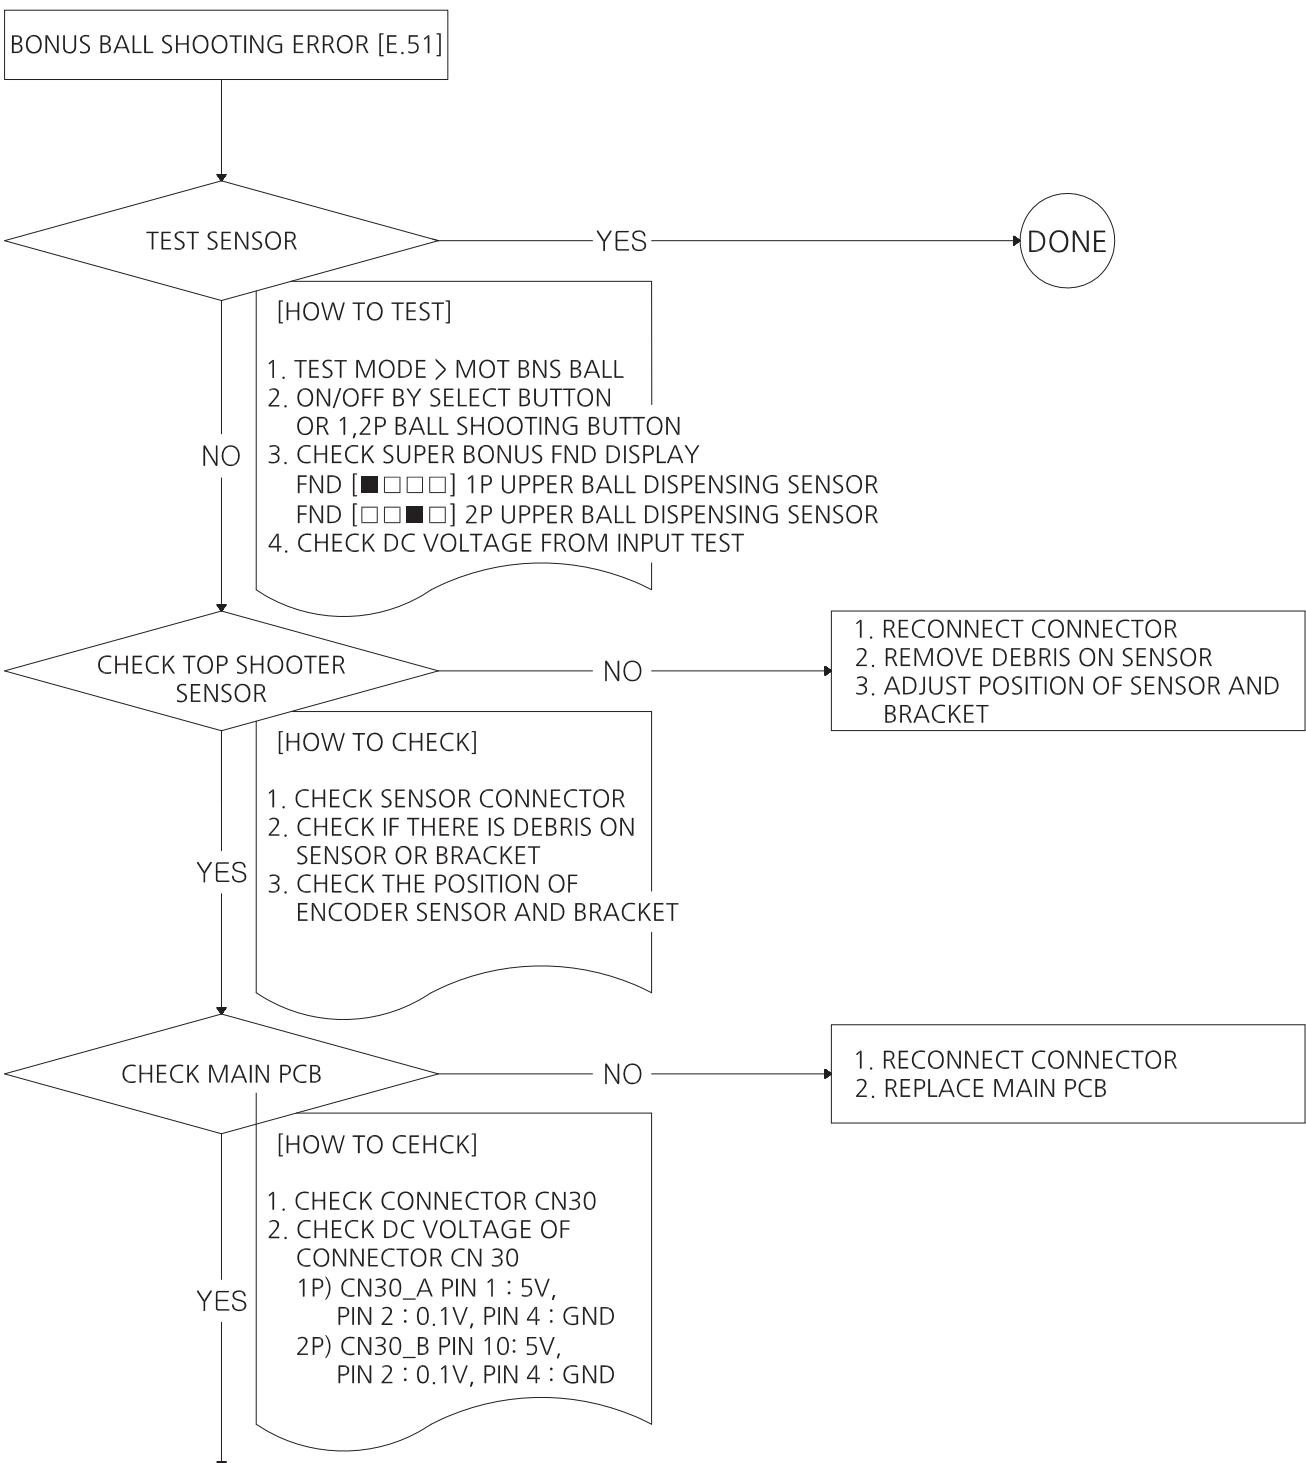 BONUS BALL SHOOTING ERROR [E.51]
TEST SENSOR
YES
DONE
[HOW TO TEST]
1. TEST MODE > MOT BNS BALL
2. ON/OFF BY SELECT BUTTON
OR 1,2P BALL SHOOTING BUTTON
3. CHECK SUPER BONUS FND DISPLAY
FND [■□□□] 1P UPPER BALL DISPENSING SENSOR
FND [□□■□] 2P UPPER BALL DISPENSING SENSOR
4. CHECK DC VOLTAGE FROM INPUT TEST
NO
CHECK TOP SHOOTER
SENSOR
NO
1. RECONNECT CONNECTOR
2. REMOVE DEBRIS ON SENSOR
3. ADJUST POSITION OF SENSOR AND
BRACKET
[HOW TO CHECK]
1. CHECK SENSOR CONNECTOR
2. CHECK IF THERE IS DEBRIS ON
SENSOR OR BRACKET
3. CHECK THE POSITION OF
ENCODER SENSOR AND BRACKET
YES
CHECK MAIN PCB
NO
1. RECONNECT CONNECTOR
2. REPLACE MAIN PCB
[HOW TO CEHCK]
1. CHECK CONNECTOR CN30
2. CHECK DC VOLTAGE OF
CONNECTOR CN 30
1P) CN30_A PIN 1 : 5V,
PIN 2 : 0.1V, PIN 4 : GND
2P) CN30_B PIN 10: 5V,
PIN 2 : 0.1V, PIN 4 : GND
YES